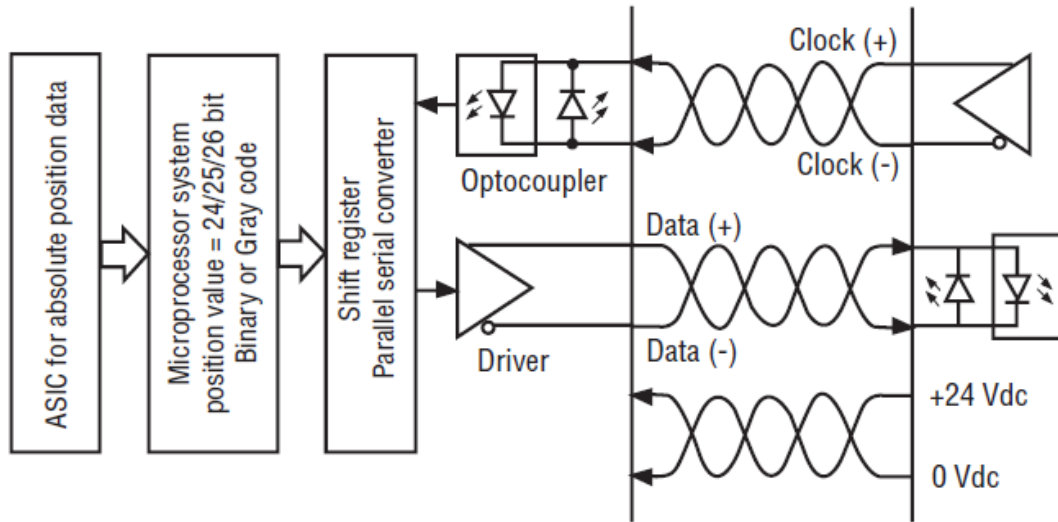 ASIC for absolute position data
Microprocessor system
position value = 24/25/26 bit
Binary or Gray code
Shift register
Parallel serial converter
Optocoupler
Driver
Clock (+)
Clock (-)
Data (+)
Data (-)
+24 Vdc
0 Vdc